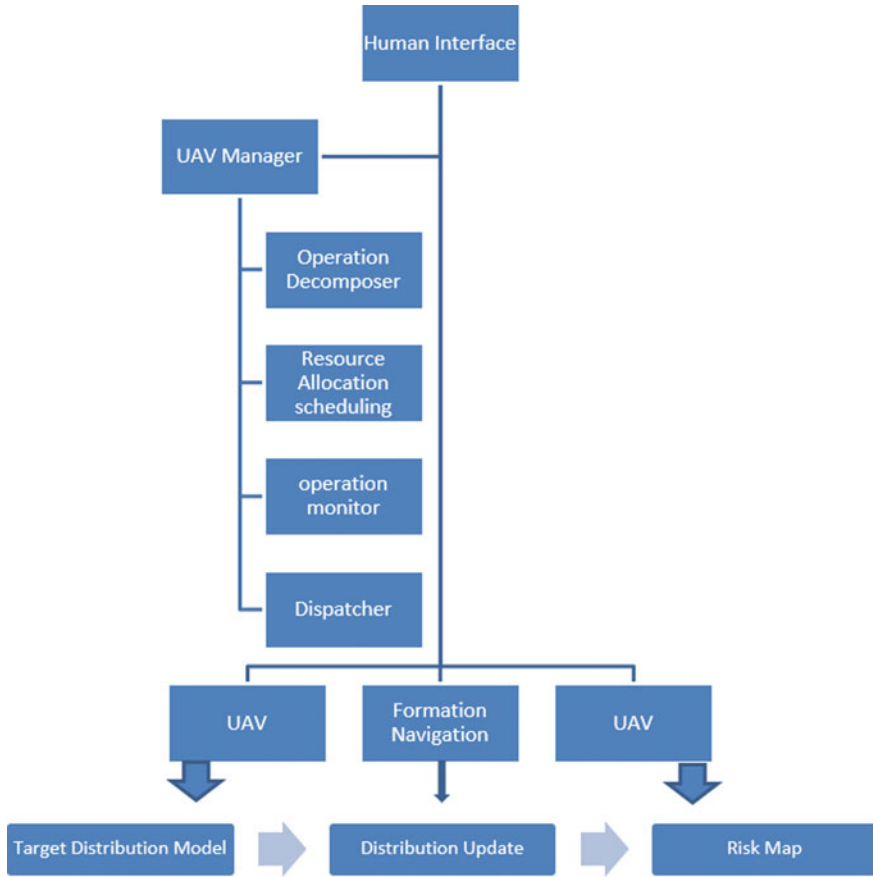 Human Interface
UAV Manager
Operation
Decomposer
Resource
Allocation
scheduling
operation
monitor
Dispatcher
UAV
Formation
Navigation
UAV
Target Distribution Model
Distribution Update
Risk Map